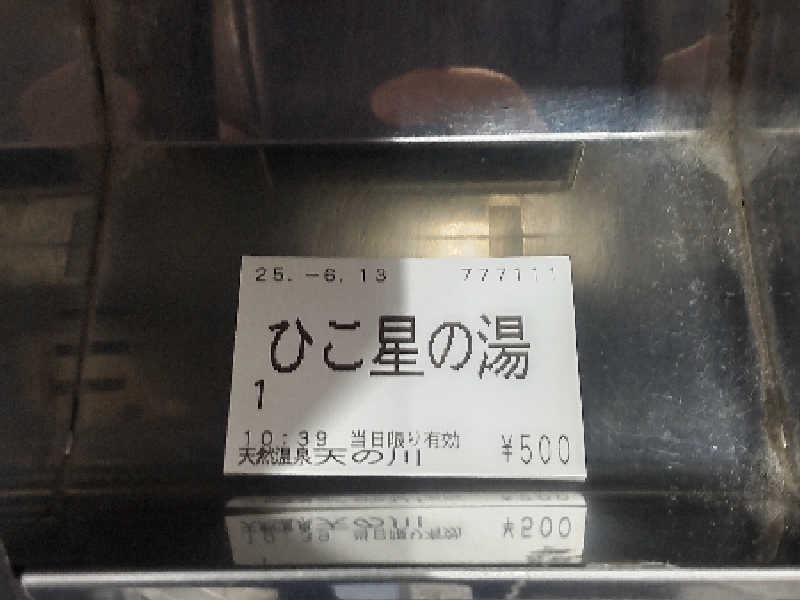 25.-6.13 777111
ひこ星の湯
1
10:39 当日限り有効
天然温泉天の川 ¥500